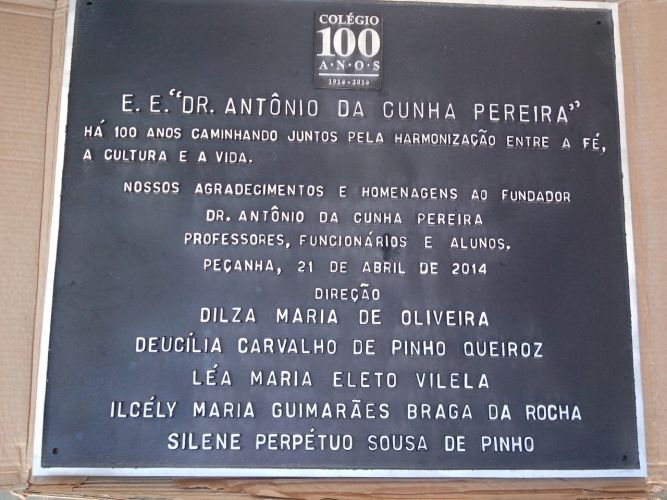 COLÉGIO
100
A·N·O·S
1914-2014
E. E. "DR. ANTÔNIO DA CUNHA PEREIRA"
HÁ 100 ANOS CAMINHANDO JUNTOS PELA HARMONIZAÇÃO ENTRE A FÉ,
A CULTURA E A VIDA.
NOSSOS AGRADECIMENTOS E HOMENAGENS AO FUNDADOR
DR. ANTÔNIO DA CUNHA PEREIRA
PROFESSORES, FUNCIONÁRIOS E ALUNOS.
PEÇANHA, 21 DE ABRIL DE 2014
DIREÇÃO
DILZA MARIA DE OLIVEIRA
DEUCÍLIA CARVALHO DE PINHO QUEIROZ
LÉA MARIA ELETO VILELA
ILCÉLY MARIA GUIMARÃES BRAGA DA ROCHA
SILENE PERPÉTUO SOUSA DE PINHO